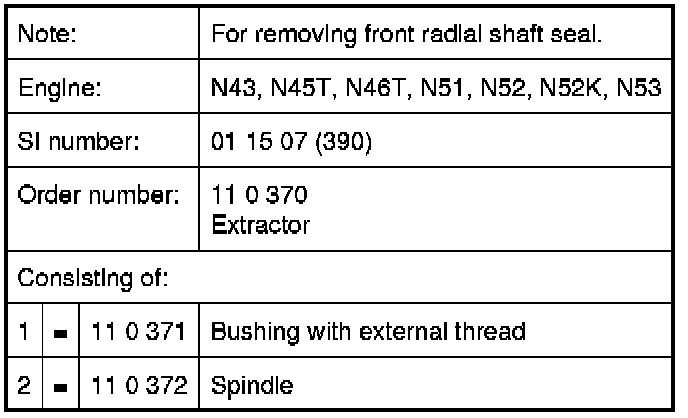 Note: For removing front radial shaft seal.
Engine: N43, N45T, N46T, N51, N52, N52K, N53
SI number: 01 15 07 (390)
Order number: 11 0 370
Extractor
Consisting of:
1 = 11 0 371 Bushing with external thread
2 = 11 0 372 Spindle